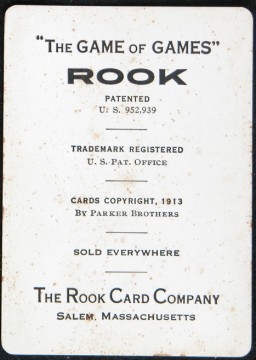 "THE GAME OF GAMES"
ROOK
PATENTED
U. S. 952,939
TRADEMARK REGISTERED
U. S. PAT. OFFICE
CARDS COPYRIGHT, 1913
BY PARKER BROTHERS
SOLD EVERYWHERE
THE ROOK CARD COMPANY
SALEM, MASSACHUSETTS